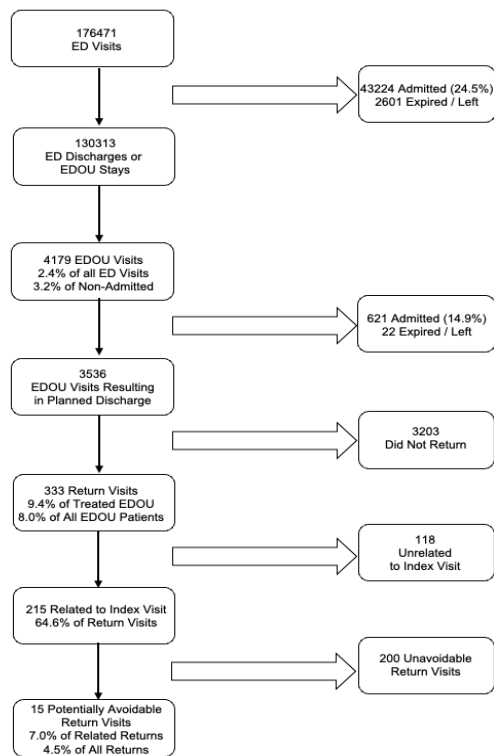 176471
ED Visits
43224 Admitted (24.5%)
2601 Expired / Left
130313
ED Discharges or
EDOU Stays
4179 EDOU Visits
2.4% of all ED Visits
3.2% of Non-Admitted
621 Admitted (14.9%)
22 Expired / Left
3536
EDOU Visits Resulting
in Planned Discharge
3203
Did Not Return
333 Return Visits
9.4% of Treated EDOU
8.0% of All EDOU Patients
118
Unrelated
to Index Visit
215 Related to Index Visit
64.6% of Return Visits
200 Unavoidable
Return Visits
15 Potentially Avoidable
Return Visits
7.0% of Related Returns
4.5% of All Returns